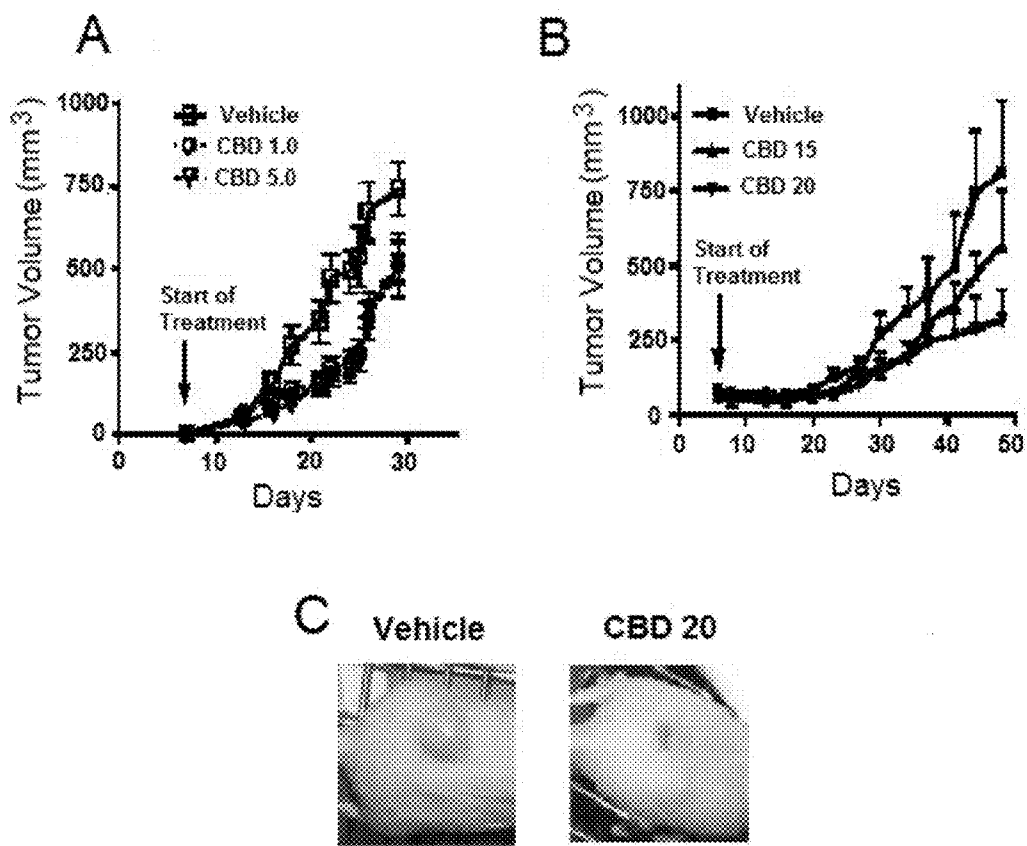 A
Tumor Volume (mm3)
1000
750
500
250
0
Vehicle
CBD 1.0
CBD 5.0
Start of
Treatment
0
10
20
30
Days
B
Tumor Volume (mm3)
1000
750
500
250
0
Vehicle
CBD 15
CBD 20
Start of
Treatment
0
10
20
30
40
50
Days
C
Vehicle
CBD 20